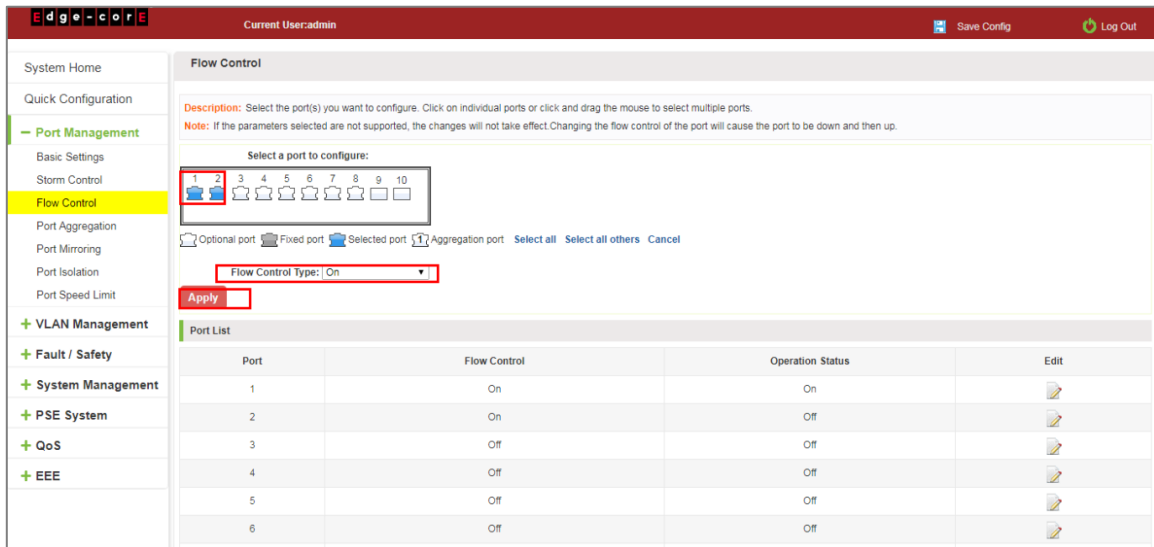 Edge-corE
Current User:admin
Save Config
Log Out
System Home
Quick Configuration
− Port Management
Basic Settings
Storm Control
Flow Control
Port Aggregation
Port Mirroring
Port Isolation
Port Speed Limit
+ VLAN Management
+ Fault / Safety
+ System Management
+ PSE System
+ QoS
+ EEE
Flow Control
Description: Select the port(s) you want to configure. Click on individual ports or click and drag the mouse to select multiple ports.
Note: If the parameters selected are not supported, the changes will not take effect.Changing the flow control of the port will cause the port to be down and then up.
Select a port to configure:
1 2 3 4 5 6 7 8 9 10
Optional port Fixed port Selected port 1 Aggregation port Select all Select all others Cancel
Flow Control Type: On
Apply
Port List
Port Flow Control Operation Status Edit
1 On On
2 On Off
3 Off Off
4 Off Off
5 Off Off
6 Off Off